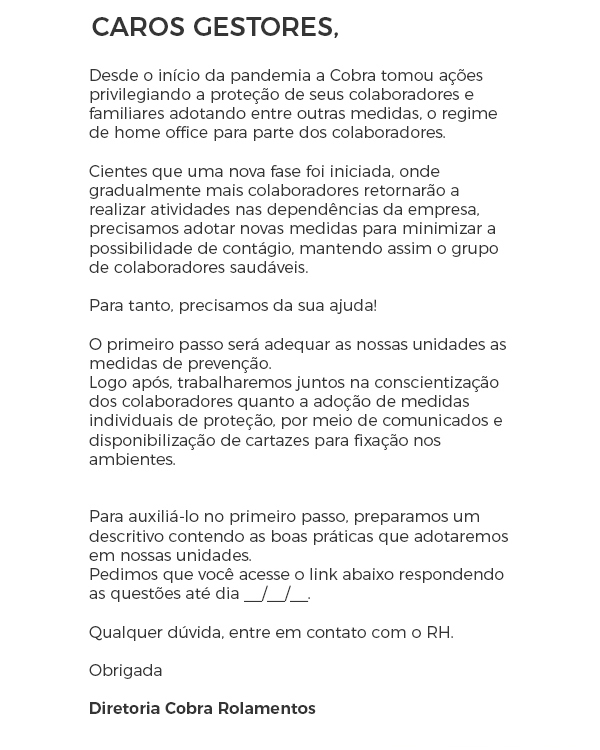 CAROS GESTORES,
Desde o início da pandemia a Cobra tomou ações
privilegiando a proteção de seus colaboradores e
familiares adotando entre outras medidas, o regime
de home office para parte dos colaboradores.
Cientes que uma nova fase foi iniciada, onde
gradualmente mais colaboradores retornarão a
realizar atividades nas dependências da empresa,
precisamos adotar novas medidas para minimizar a
possibilidade de contágio, mantendo assim o grupo
de colaboradores saudáveis.
Para tanto, precisamos da sua ajuda!
O primeiro passo será adequar as nossas unidades as
medidas de prevenção.
Logo após, trabalharemos juntos na conscientização
dos colaboradores quanto a adoção de medidas
individuais de proteção, por meio de comunicados e
disponibilização de cartazes para fixação nos
ambientes.
Para auxiliá-lo no primeiro passo, preparamos um
descritivo contendo as boas práticas que adotaremos
em nossas unidades.
Pedimos que você acesse o link abaixo respondendo
as questões até dia __/__/__.
Qualquer dúvida, entre em contato com o RH.
Obrigada
Diretoria Cobra Rolamentos